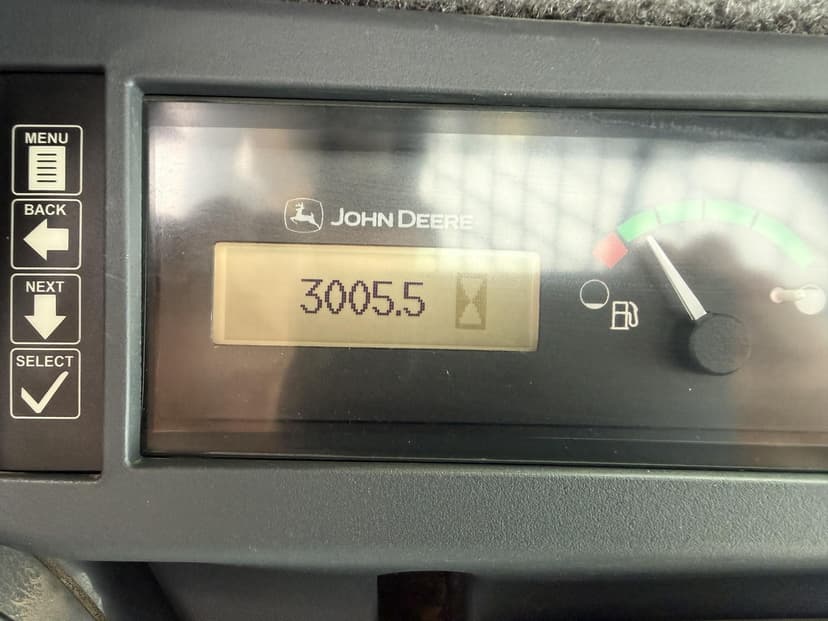 MENU
BACK
NEXT
SELECT
JOHN DEERE
3005.5